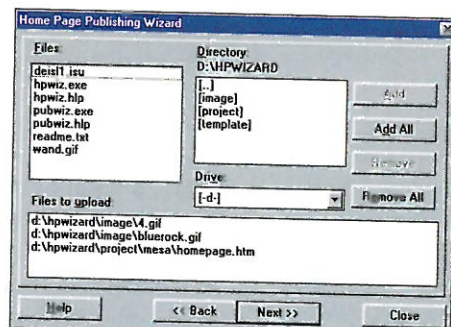 Home Page Publishing Wizard
Files:
deisl1.isu
hpwiz.exe
hpwiz.hlp
pubwiz.exe
pubwiz.hlp
readme.txt
wand.gif
Directory:
D:\HPWIZARD
[..]
[image]
[project]
[template]
Drive:
[-d-]
Add
Add All
Remove
Remove All
Files to upload:
d:\hpwizard\image\4.gif
d:\hpwizard\image\bluerock.gif
d:\hpwizard\project\mesa\homepage.htm
Help
<< Back
Next >>
Close